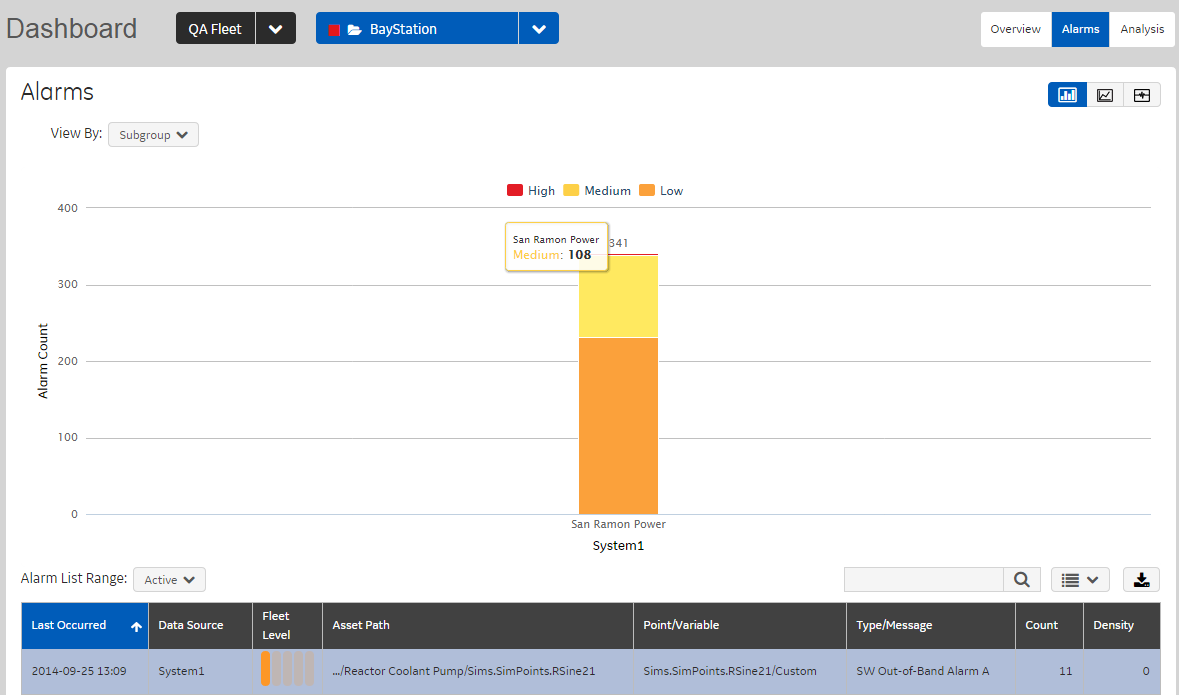 Dashboard
QA Fleet
BayStation
Overview
Alarms
Analysis
Alarms
View By:
Subgroup
High
Medium
Low
400
300
200
100
0
Alarm Count
San Ramon Power
Medium: 108
341
San Ramon Power
System1
Alarm List Range:
Active
Last Occurred
Data Source
Fleet
Level
Asset Path
Point/Variable
Type/Message
Count
Density
2014-09-25 13:09
System1
.../Reactor Coolant Pump/Sims.SimPoints.RSine21
Sims.SimPoints.RSine21/Custom
SW Out-of-Band Alarm A
11
0